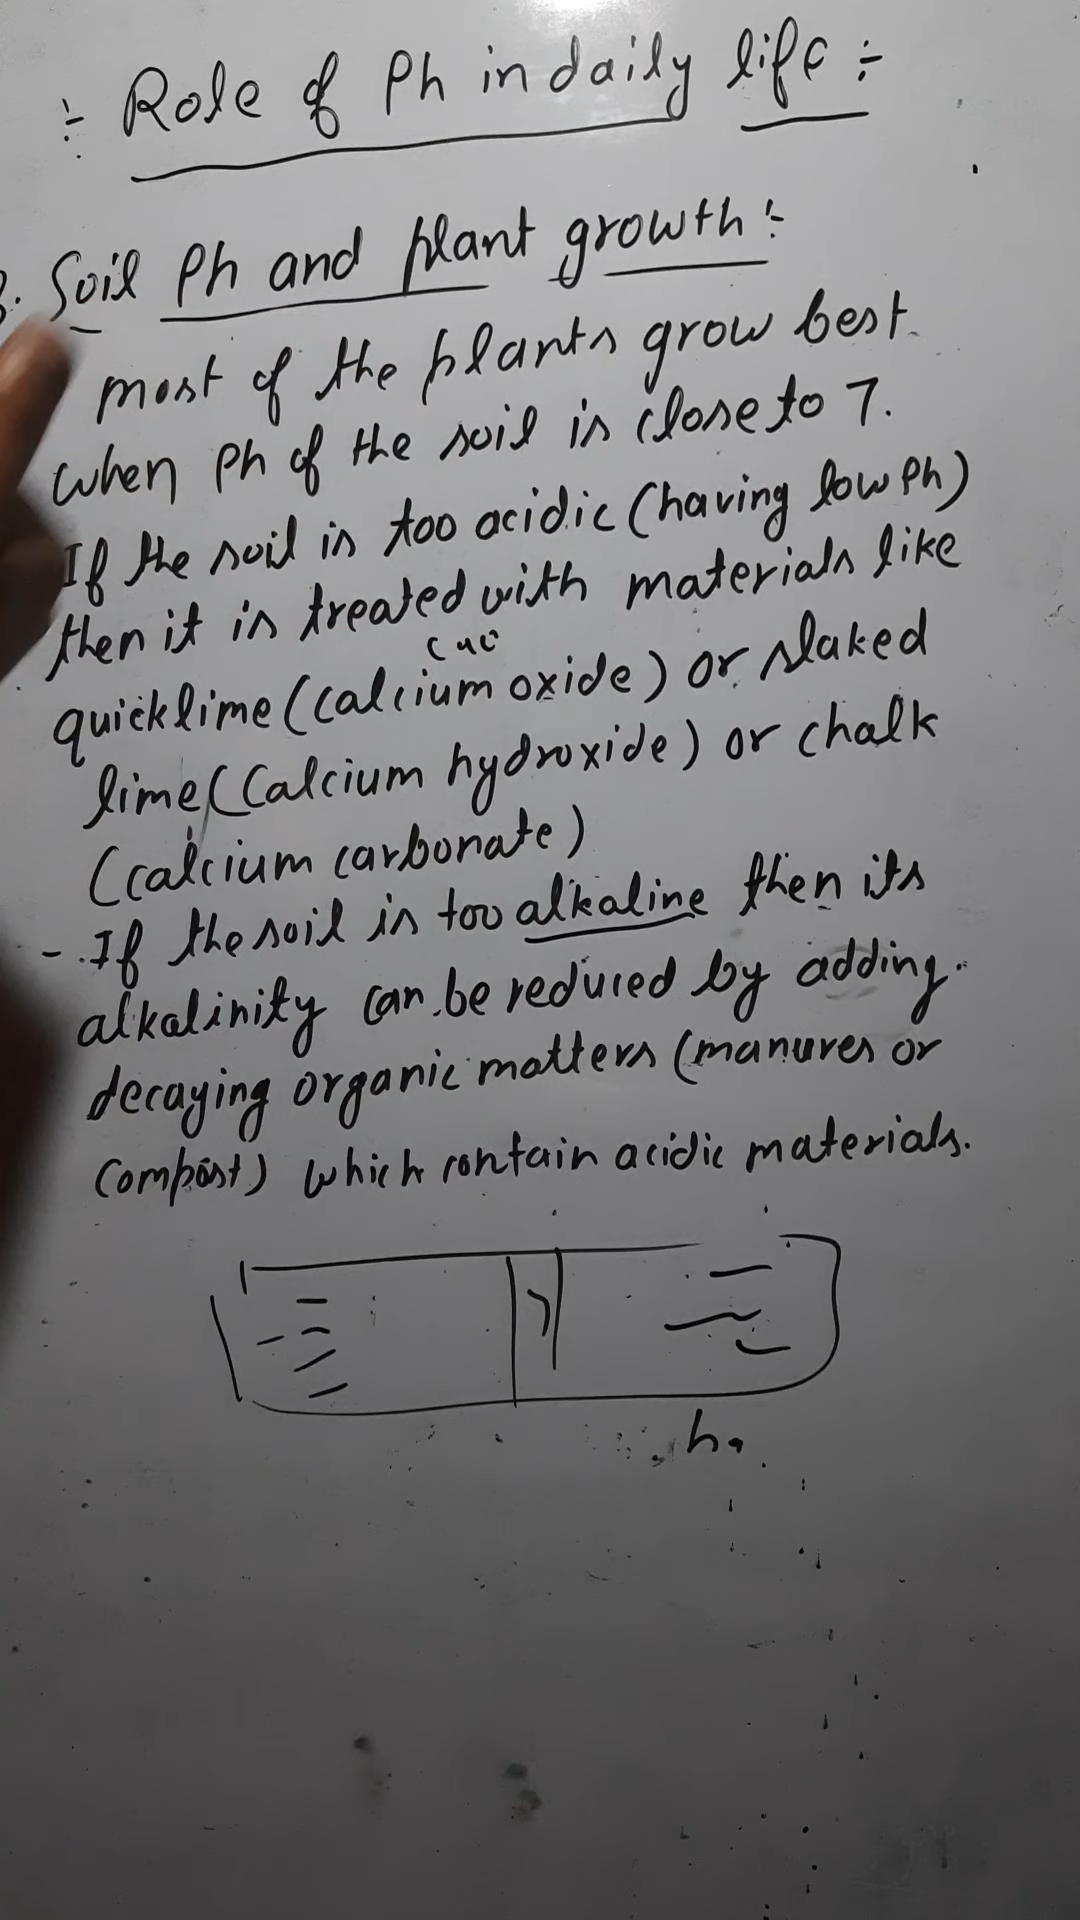 :- Role of Ph in daily life :-
3. Soil Ph and plant growth :-
most of the plants grow best
when Ph of the soil is close to 7.
If the soil is too acidic (having low Ph)
then it is treated with materials like
CaO
quicklime (calcium oxide) or slaked
lime (Calcium hydroxide) or chalk
(calcium carbonate)
- If the soil is too alkaline then its
alkalinity can be reduced by adding
decaying organic matters (manures or
compost) which contain acidic materials.
7